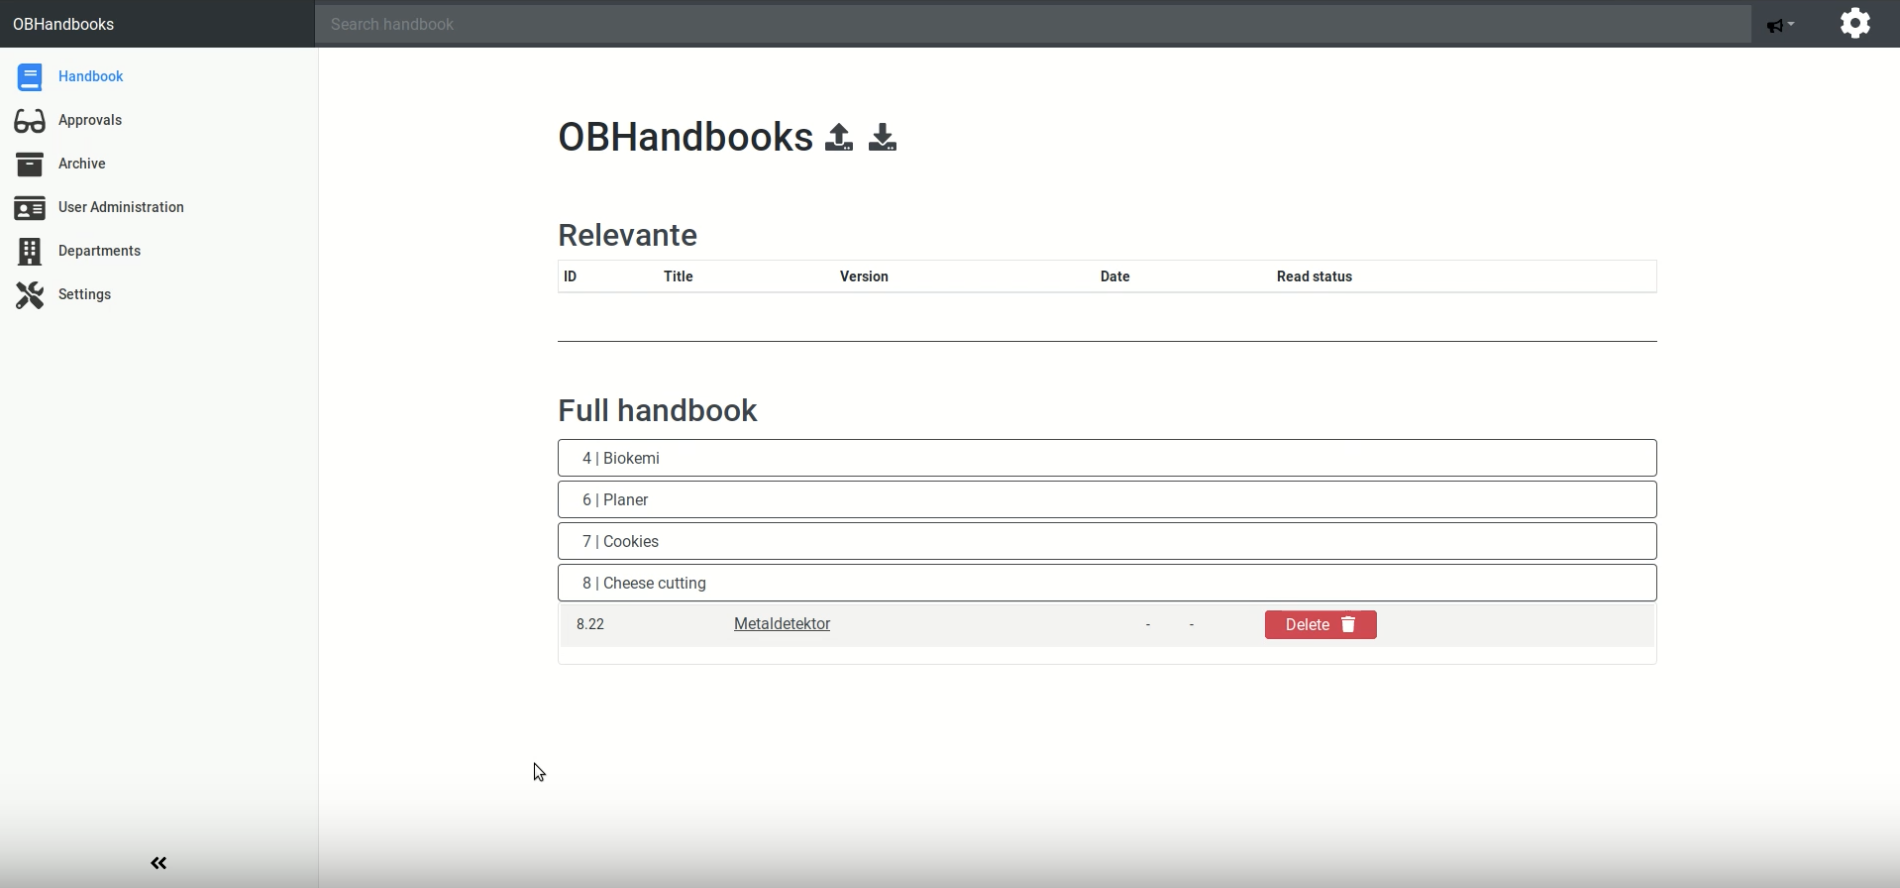 OBHandbooks
Search handbook
Handbook
Approvals
Archive
User Administration
Departments
Settings
OBHandbooks
Relevante
ID Title Version Date Read status
Full handbook
4 | Biokemi
6 | Planer
7 | Cookies
8 | Cheese cutting
8.22 Metaldetektor - - Delete